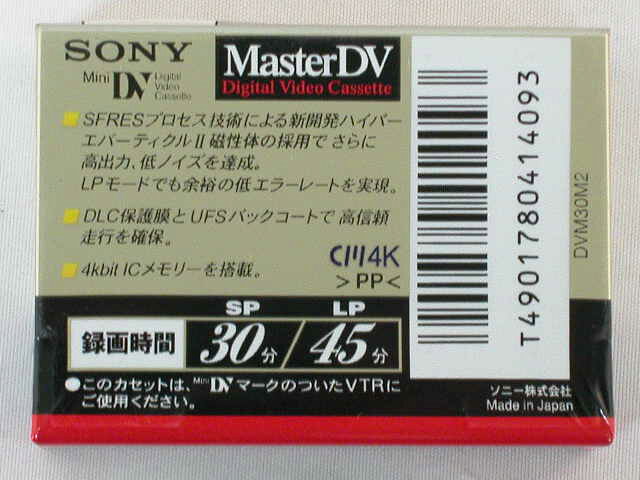 SONY
MasterDV
Digital Video Cassette
Mini DV Digital Video Cassette
SFRESプロセス技術による新開発ハイパー
エバーティクルⅡ磁性体の採用で さらに
高出力、低ノイズを達成。
LPモードでも余裕の低エラーレートを実現。
DLC保護膜とUFSバックコートで 高信頼
走行を確保。
4kbit ICメモリーを搭載。
CM4K
>PP<
T4901780414093
DVM30M2
SP LP
録画時間 30分/45分
●このカセットは、Mini DV マークのついたVTRに
ご使用ください。
ソニー株式会社
Made in Japan